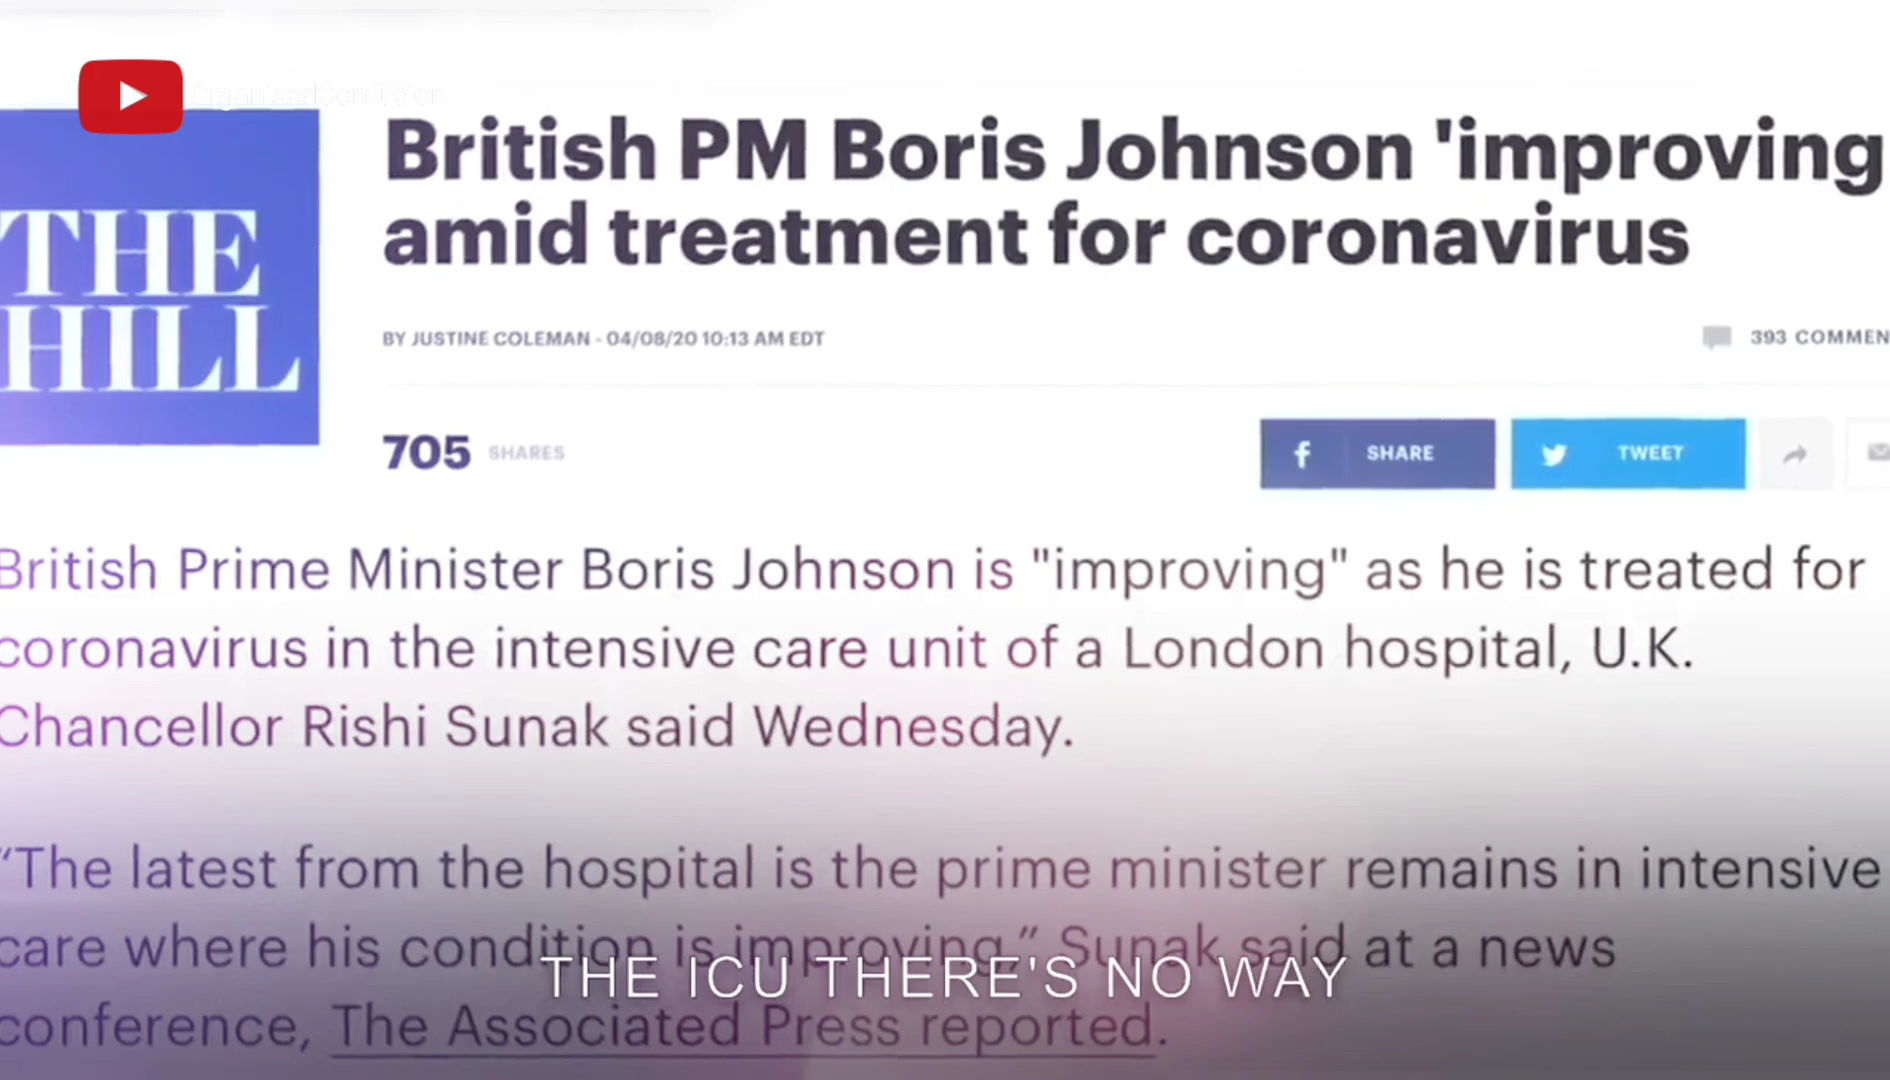 OrganisedConfusion
THE
HILL
British PM Boris Johnson 'improving
amid treatment for coronavirus
BY JUSTINE COLEMAN - 04/08/20 10:13 AM EDT
393 COMMEN
705 SHARES
SHARE
TWEET
British Prime Minister Boris Johnson is "improving" as he is treated for
coronavirus in the intensive care unit of a London hospital, U.K.
Chancellor Rishi Sunak said Wednesday.
“The latest from the hospital is the prime minister remains in intensive
care where his condition is improving,” Sunak said at a news
THE ICU THERE'S NO WAY
conference, The Associated Press reported.